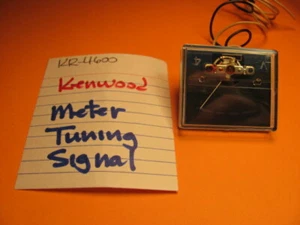 KR-4600
Kenwood
Meter
Tuning
Signal